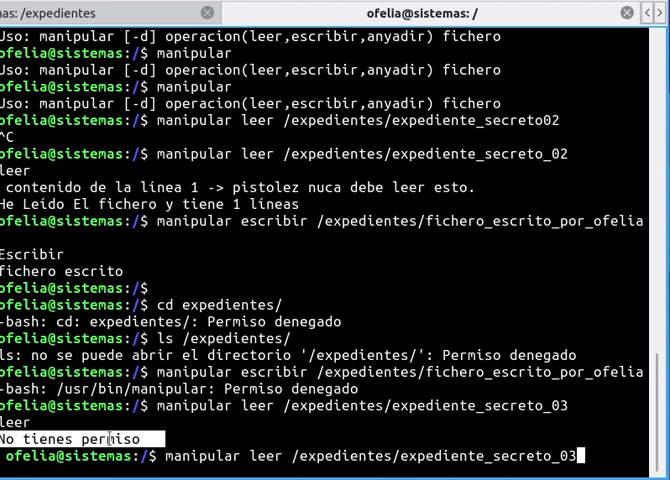 mas: /expedientes
ofelia@sistemas: /
Uso: manipular [-d] operacion(leer,escribir,anyadir) fichero
ofelia@sistemas:/$ manipular
Uso: manipular [-d] operacion(leer,escribir,anyadir) fichero
ofelia@sistemas:/$ manipular
Uso: manipular [-d] operacion(leer,escribir,anyadir) fichero
ofelia@sistemas:/$ manipular leer /expedientes/expediente_secreto02
^C
ofelia@sistemas:/$ manipular leer /expedientes/expediente_secreto_02
leer
contenido de la línea 1 -> pistolez nuca debe leer esto.
He Leído El fichero y tiene 1 líneas
ofelia@sistemas:/$ manipular escribir /expedientes/fichero_escrito_por_ofelia
Escribir
fichero escrito
ofelia@sistemas:/$
ofelia@sistemas:/$ cd expedientes/
-bash: cd: expedientes/: Permiso denegado
ofelia@sistemas:/$ ls /expedientes/
ls: no se puede abrir el directorio '/expedientes/': Permiso denegado
ofelia@sistemas:/$ manipular escribir /expedientes/fichero_escrito_por_ofelia
-bash: /usr/bin/manipular: Permiso denegado
ofelia@sistemas:/$ manipular leer /expedientes/expediente_secreto_03
leer
No tienes permiso
ofelia@sistemas:/$ manipular leer /expedientes/expediente_secreto_03